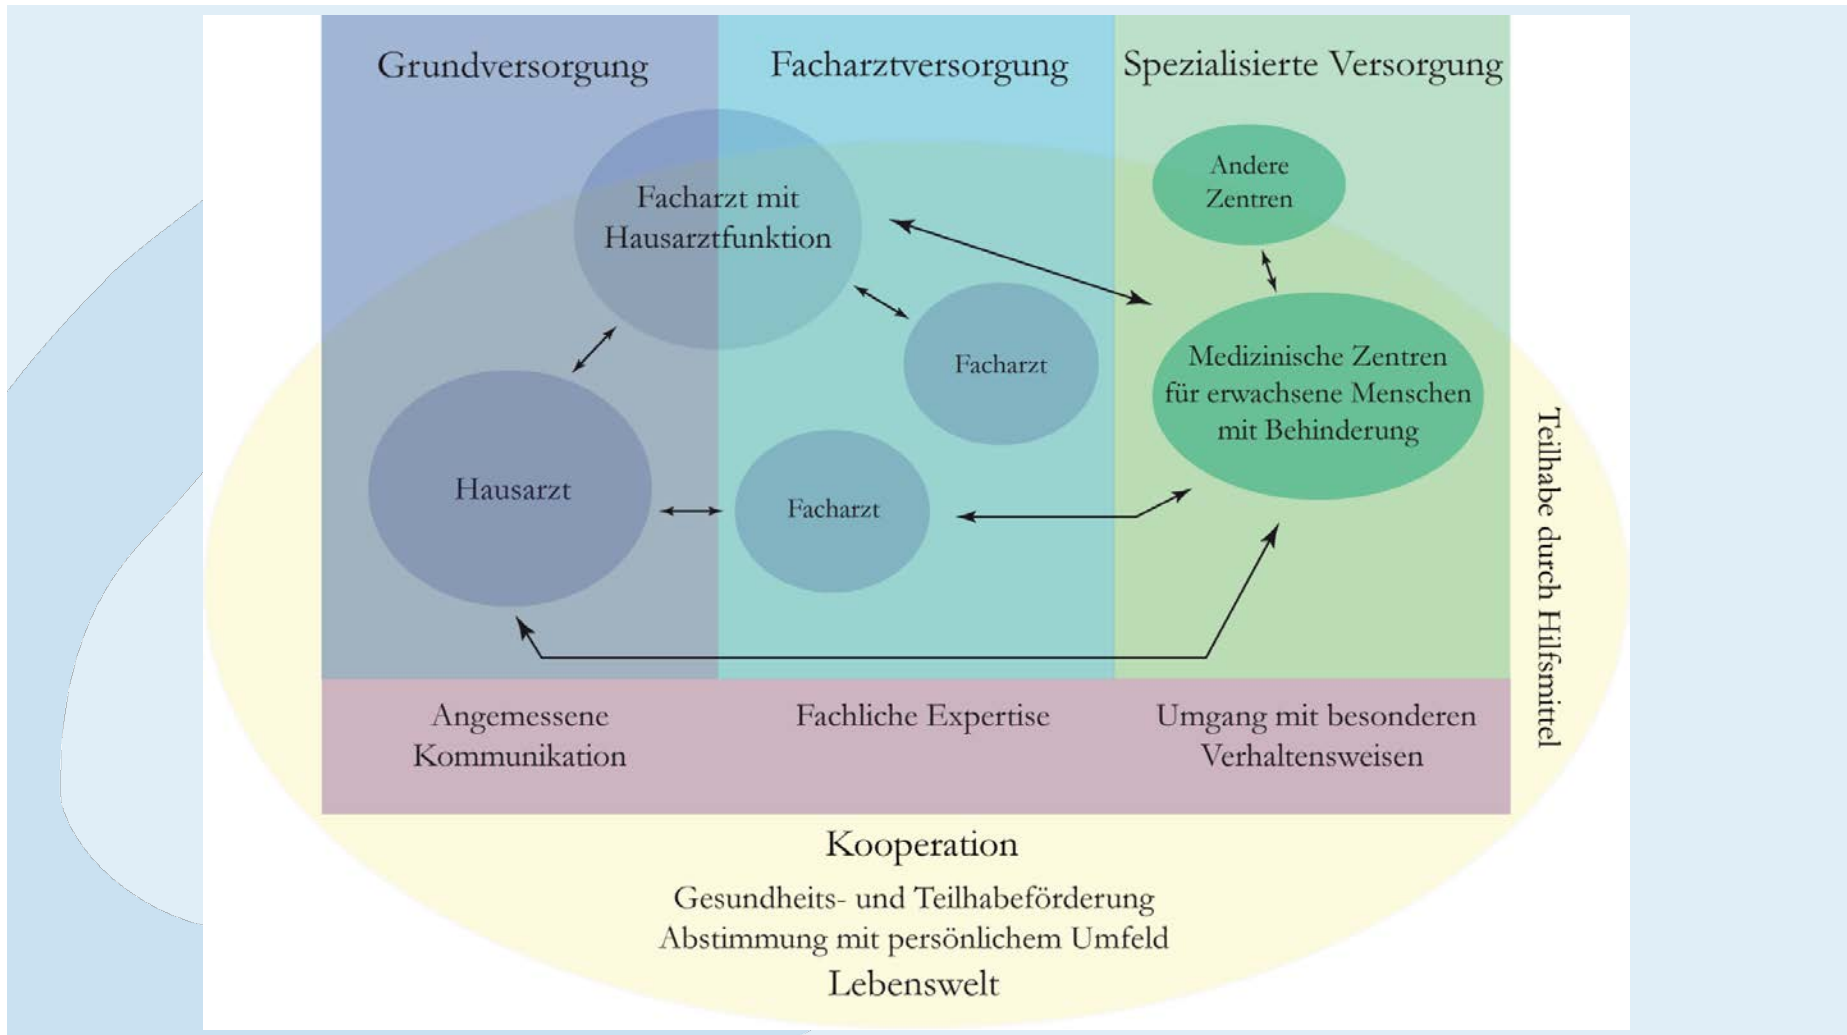 Grundversorgung
Facharztversorgung
Spezialisierte Versorgung
Andere
Zentren
Facharzt mit
Hausarztfunktion
Facharzt
Medizinische Zentren
für erwachsene Menschen
mit Behinderung
Hausarzt
Facharzt
Teilhabe durch Hilfsmittel
Angemessene
Kommunikation
Fachliche Expertise
Umgang mit besonderen
Verhaltensweisen
Kooperation
Gesundheits- und Teilhabeförderung
Abstimmung mit persönlichem Umfeld
Lebenswelt